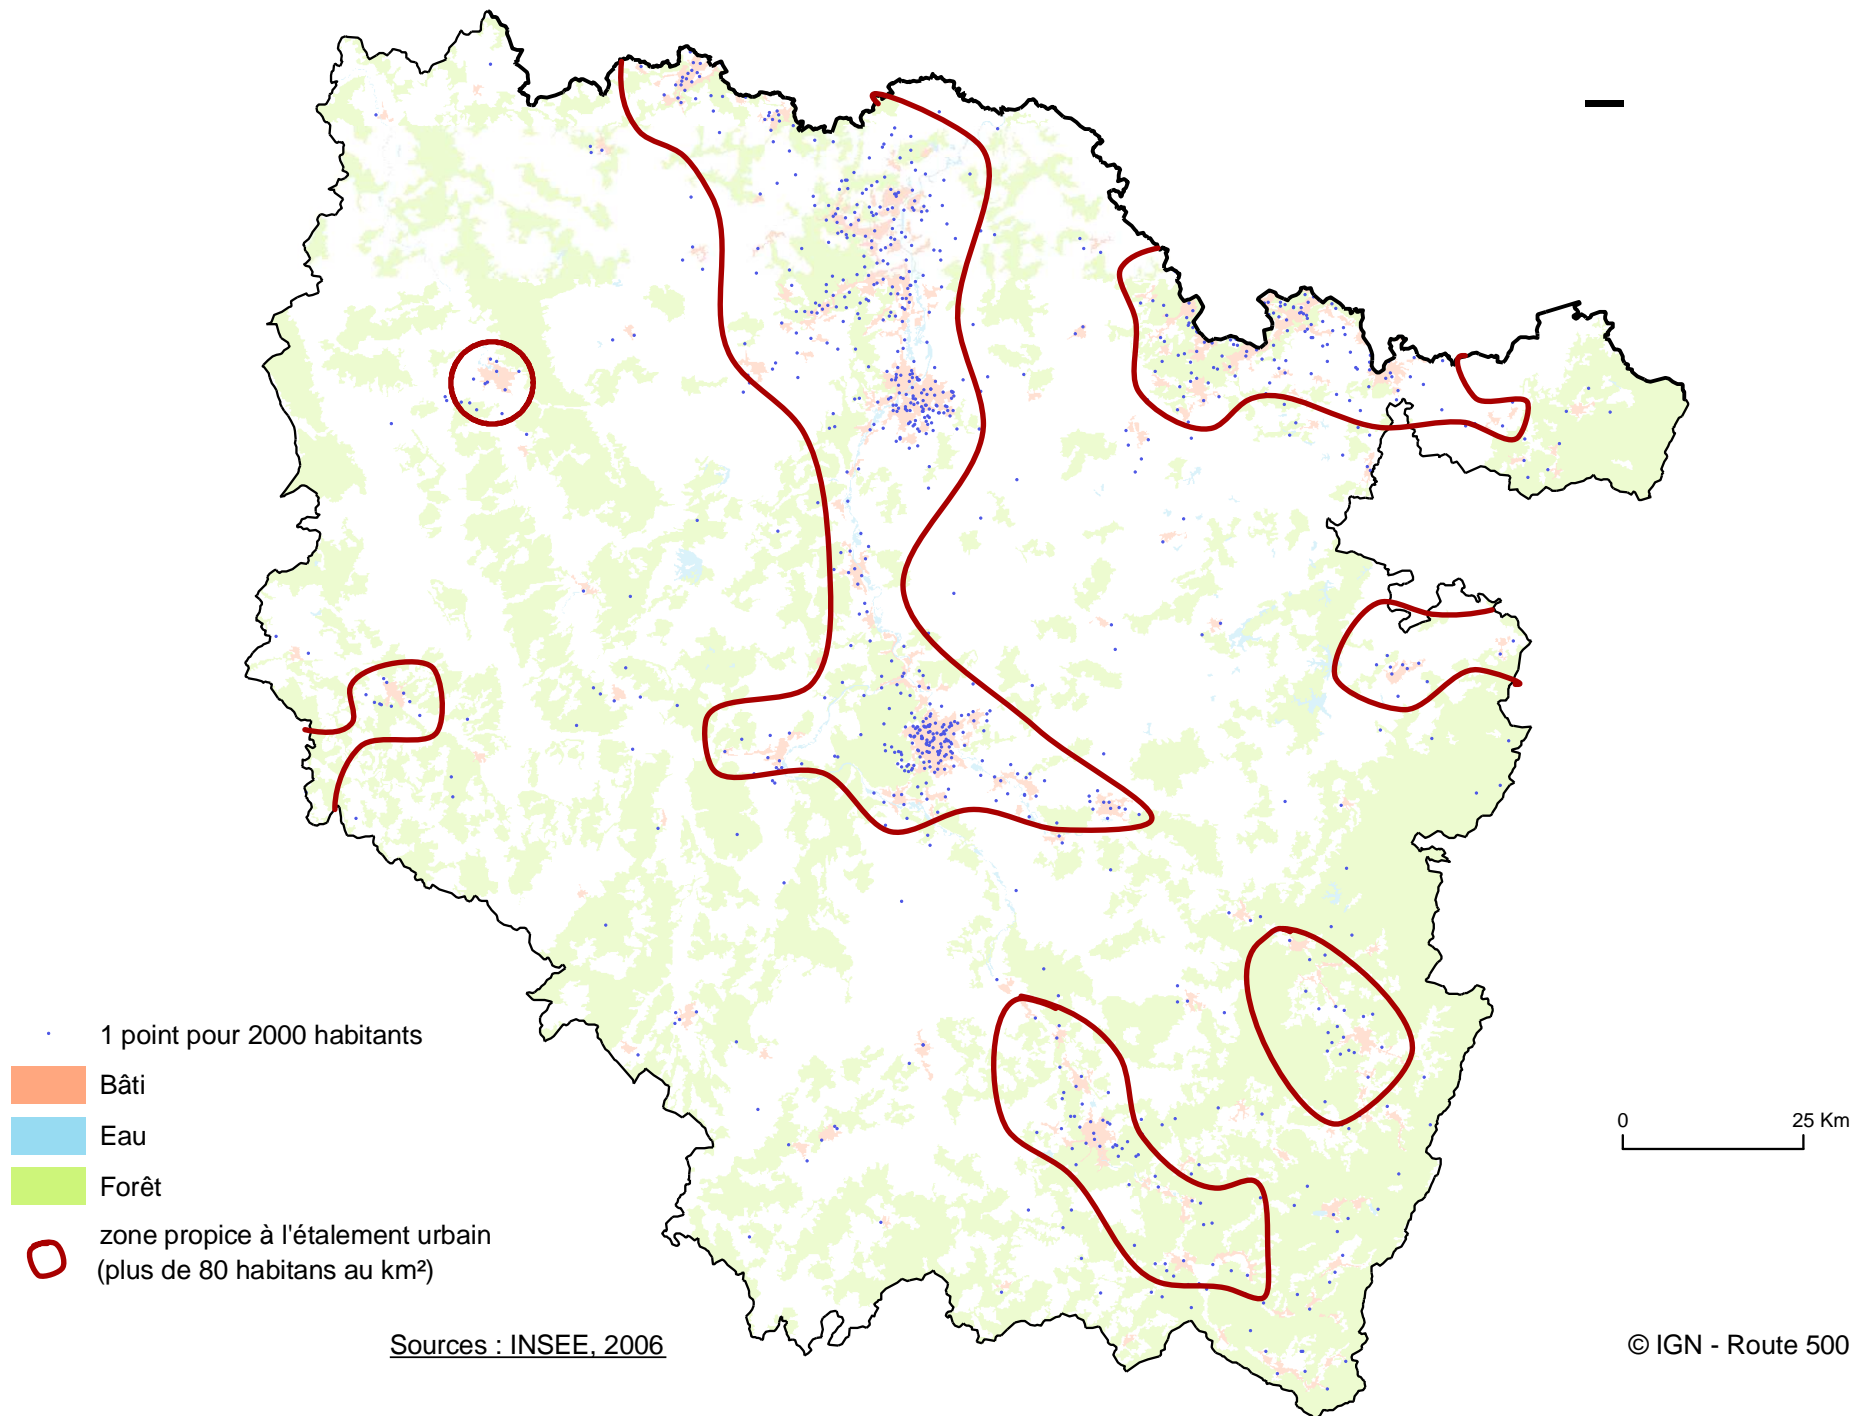 1 point pour 2000 habitants
Bâti
Eau
Forêt
zone propice à l'étalement urbain
(plus de 80 habitans au km²)
Sources : INSEE, 2006
0 25 Km
© IGN - Route 500